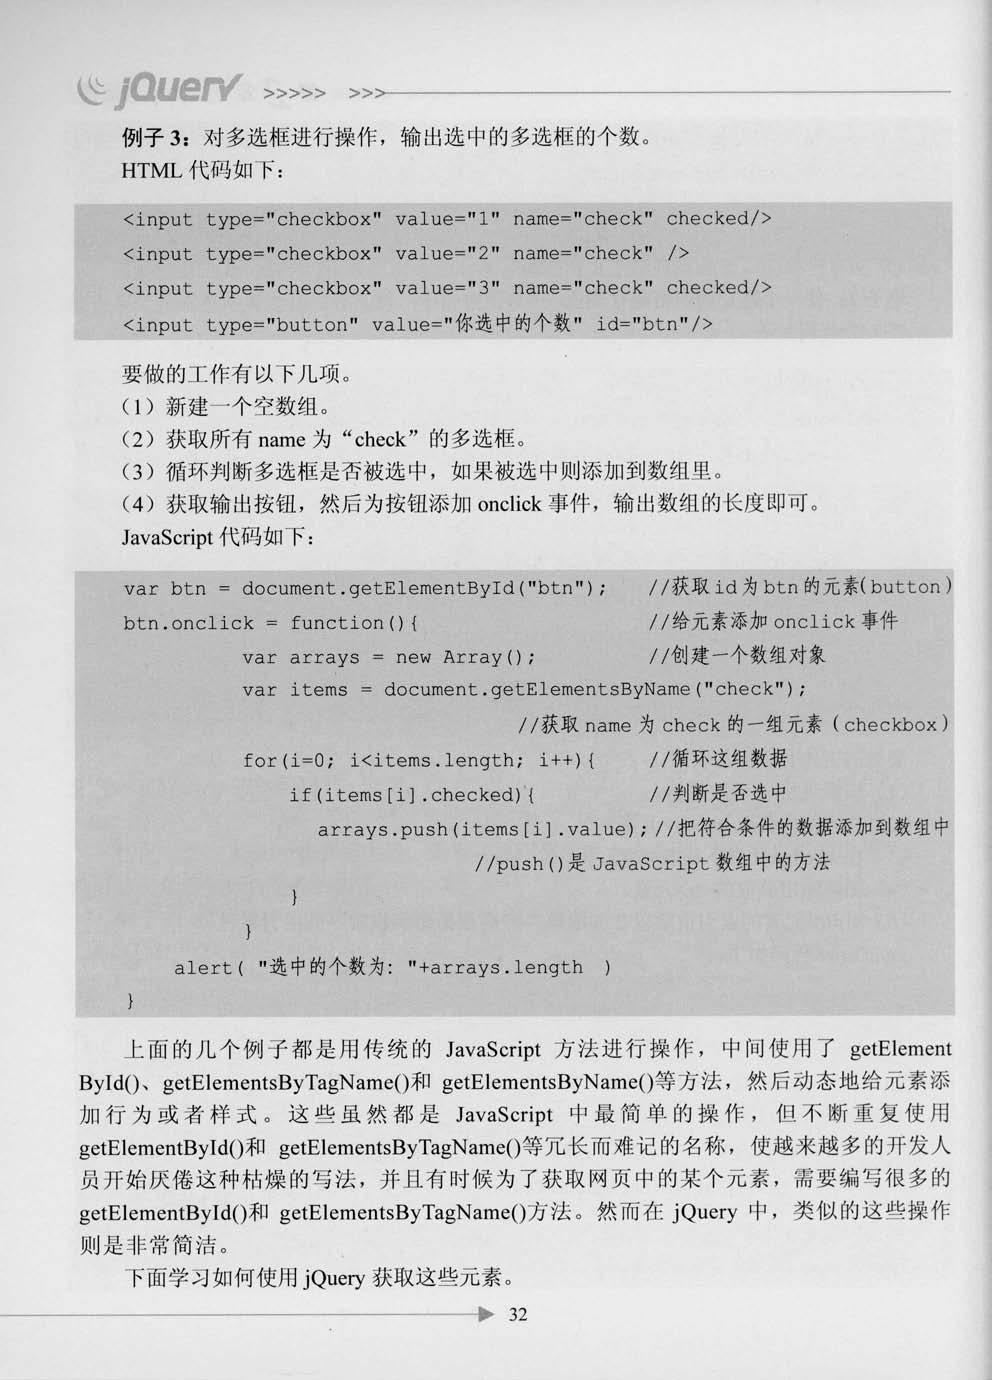 jQuery >>>>> >>>
例子 3：对多选框进行操作，输出选中的多选框的个数。
HTML 代码如下：
<input type="checkbox" value="1" name="check" checked/>
<input type="checkbox" value="2" name="check" />
<input type="checkbox" value="3" name="check" checked/>
<input type="button" value="你选中的个数" id="btn"/>
要做的工作有以下几项。
（1）新建一个空数组。
（2）获取所有 name 为“check”的多选框。
（3）循环判断多选框是否被选中，如果被选中则添加到数组里。
（4）获取输出按钮，然后为按钮添加 onclick 事件，输出数组的长度即可。
JavaScript 代码如下：
var btn = document.getElementById("btn"); //获取 id 为 btn 的元素(button)
btn.onclick = function(){ //给元素添加 onclick 事件
var arrays = new Array(); //创建一个数组对象
var items = document.getElementsByName("check");
//获取 name 为 check 的一组元素（checkbox）
for(i=0; i<items.length; i++){ //循环这组数据
if(items[i].checked){ //判断是否选中
arrays.push(items[i].value); //把符合条件的数据添加到数组中
//push()是 JavaScript 数组中的方法
}
}
alert( "选中的个数为："+arrays.length )
}
上面的几个例子都是用传统的 JavaScript 方法进行操作，中间使用了 getElement
ById()、getElementsByTagName()和 getElementsByName()等方法，然后动态地给元素添
加行为或者样式。这些虽然都是 JavaScript 中最简单的操作，但不断重复使用
getElementById()和 getElementsByTagName()等冗长而难记的名称，使越来越多的开发人
员开始厌倦这种枯燥的写法，并且有时候为了获取网页中的某个元素，需要编写很多的
getElementById()和 getElementsByTagName()方法。然而在 jQuery 中，类似的这些操作
则是非常简洁。
下面学习如何使用 jQuery 获取这些元素。
32